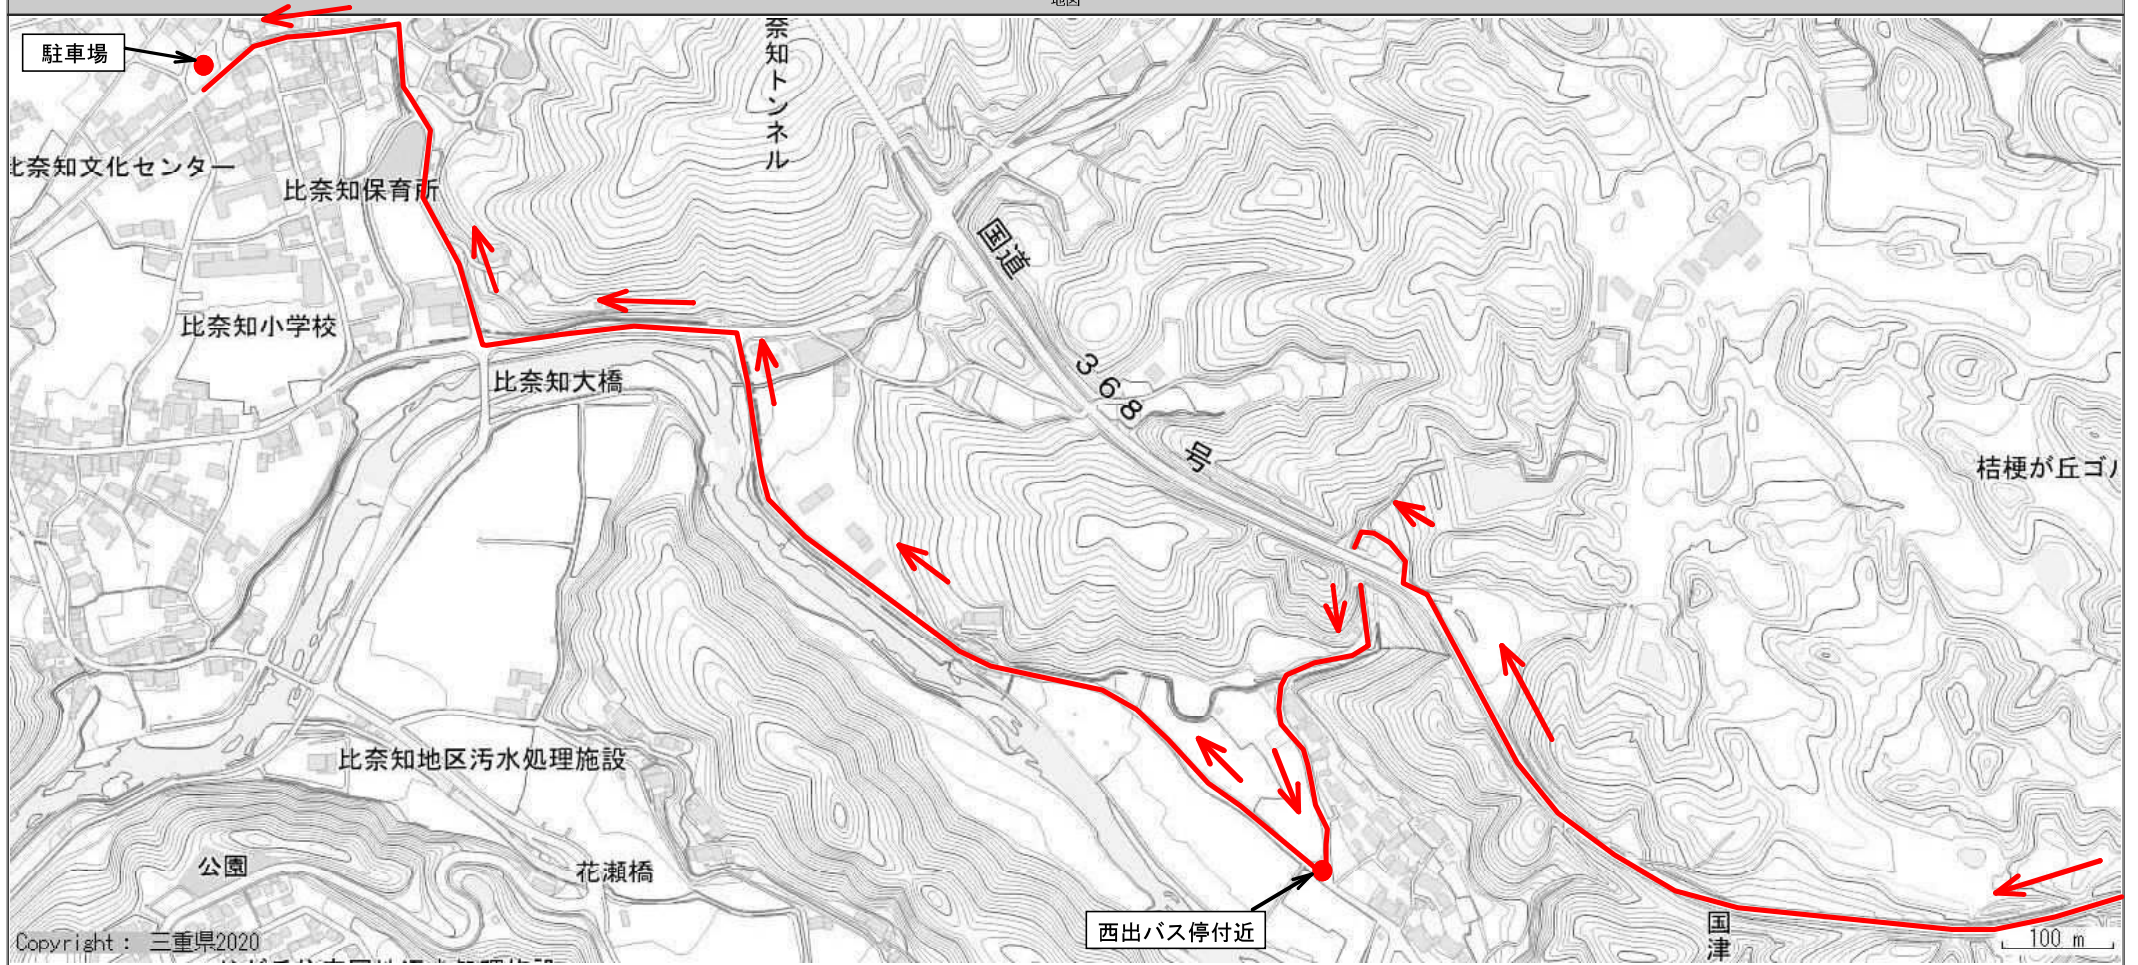 地図
駐車場
奈知トンネル
比奈知文化センター
比奈知保育所
国道
比奈知小学校
比奈知大橋
368
号
桔梗が丘ゴル
比奈知地区汚水処理施設
公園
花瀬橋
西出バス停付近
国津
100 m
Copyright : 三重県2020